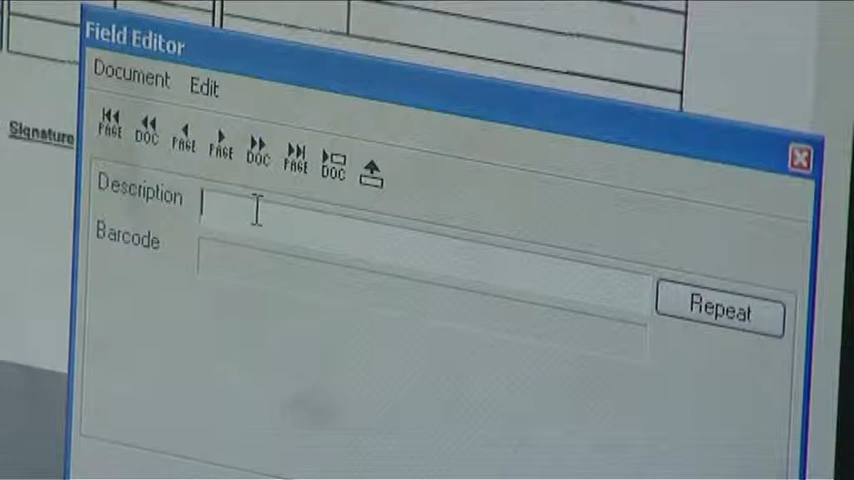 Field Editor
Document Edit
PAGE DOC PAGE PAGE DOC PAGE DOC
Description
Barcode
Repeat
Signature